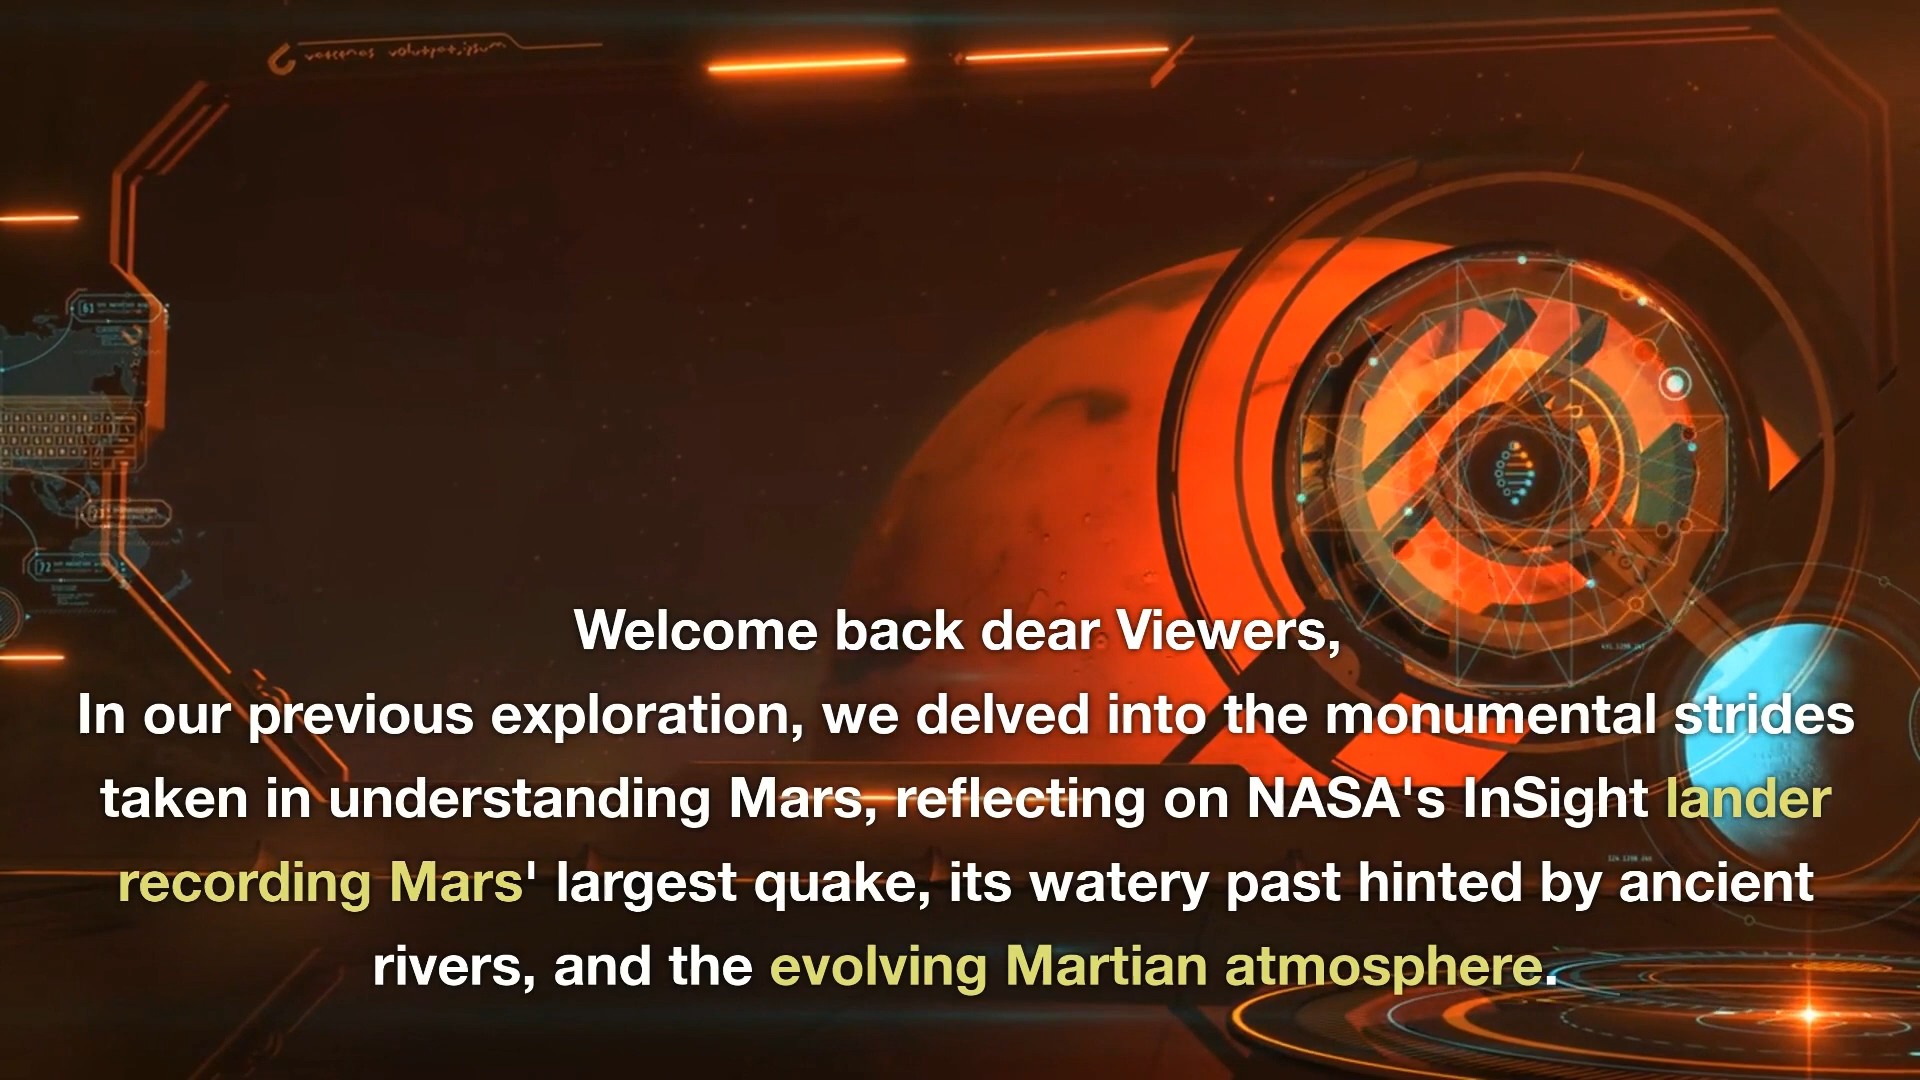 Welcome back dear Viewers,
In our previous exploration, we delved into the monumental strides
taken in understanding Mars, reflecting on NASA's InSight lander
recording Mars' largest quake, its watery past hinted by ancient
rivers, and the evolving Martian atmosphere.